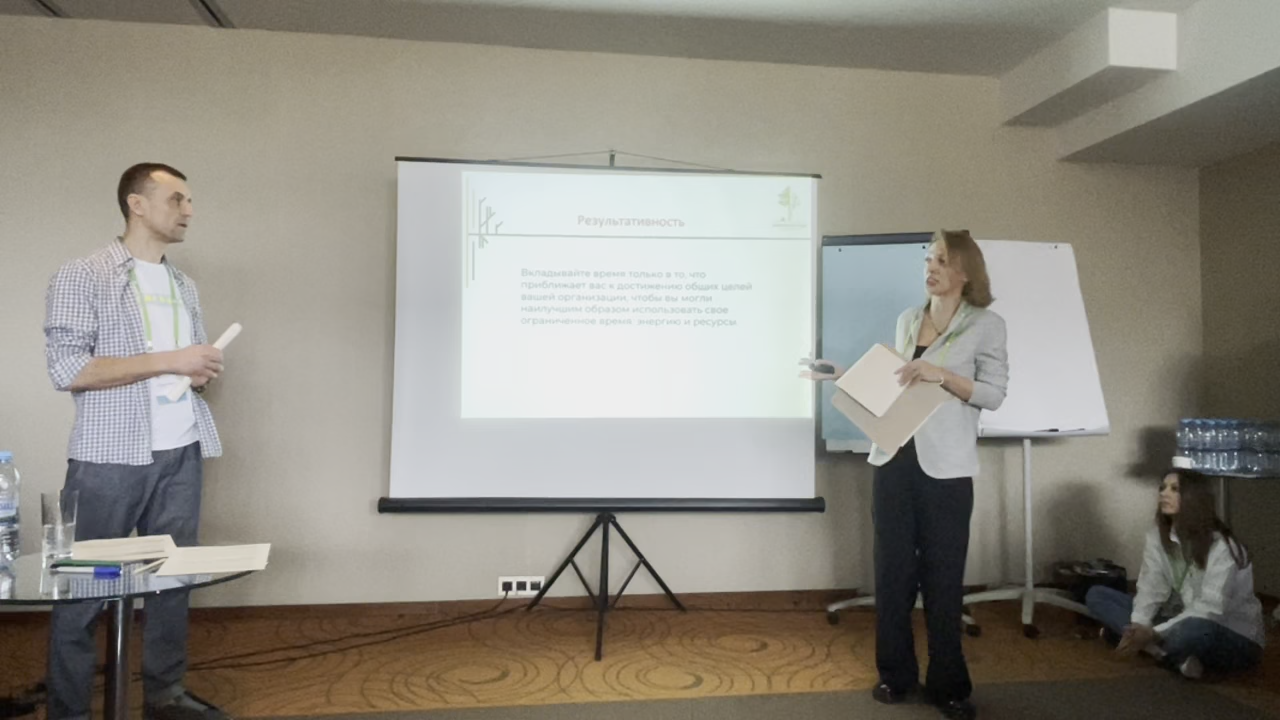 Результативность
Вкладывайте время только в то, что
приближает вас к достижению общих целей
вашей организации, чтобы вы могли
наилучшим образом использовать свое
ограниченное время, энергию и ресурсы.